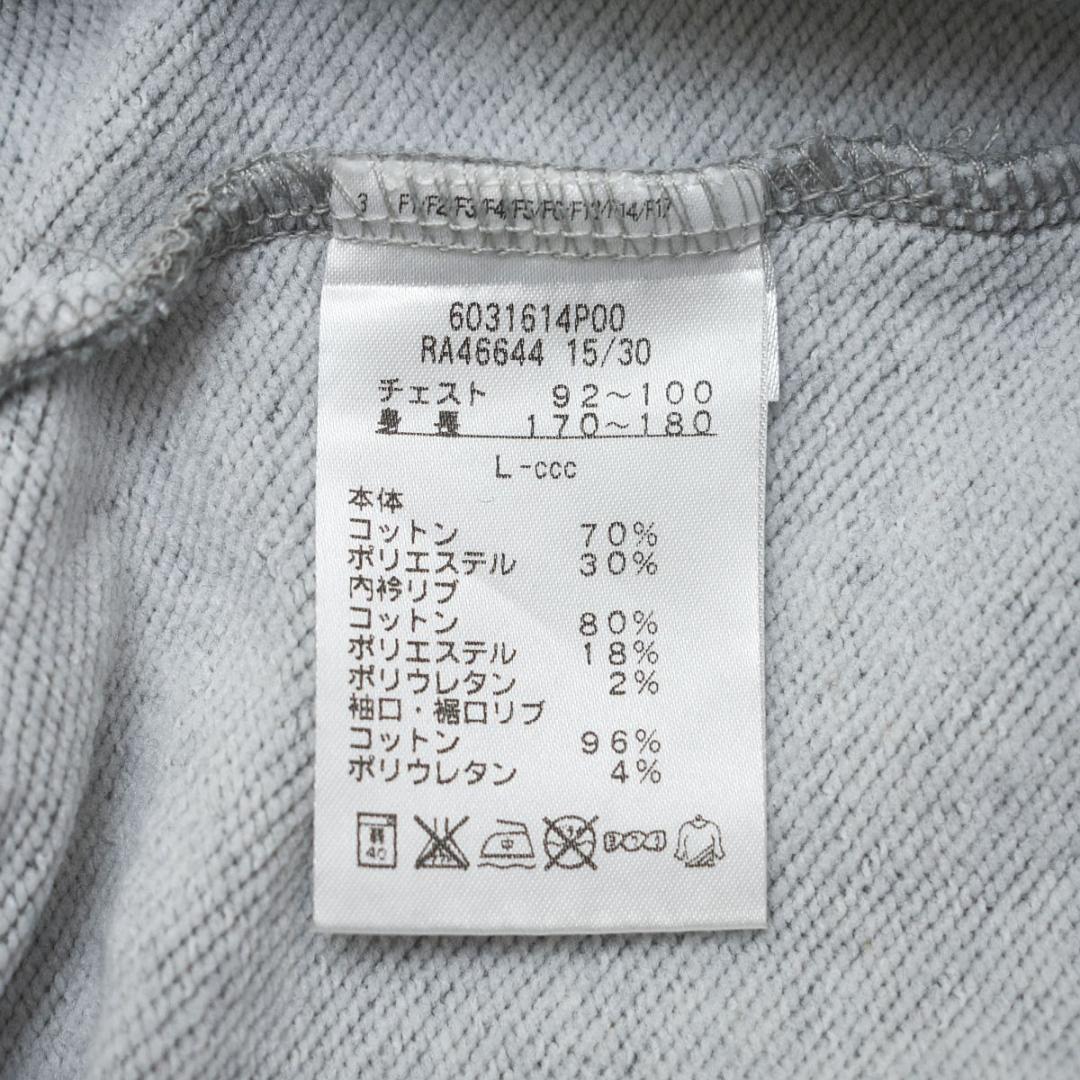 3 F1/F2/F3/F4/F5/F6/F11/F14/F17
6031614P00
RA46644 15/30
チェスト 92～100
身 長 170～180
L-ccc
本体
コットン 70%
ポリエステル 30%
内衿リブ
コットン 80%
ポリエステル 18%
ポリウレタン 2%
袖口・裾口リブ
コットン 96%
ポリウレタン 4%
弱
40
中